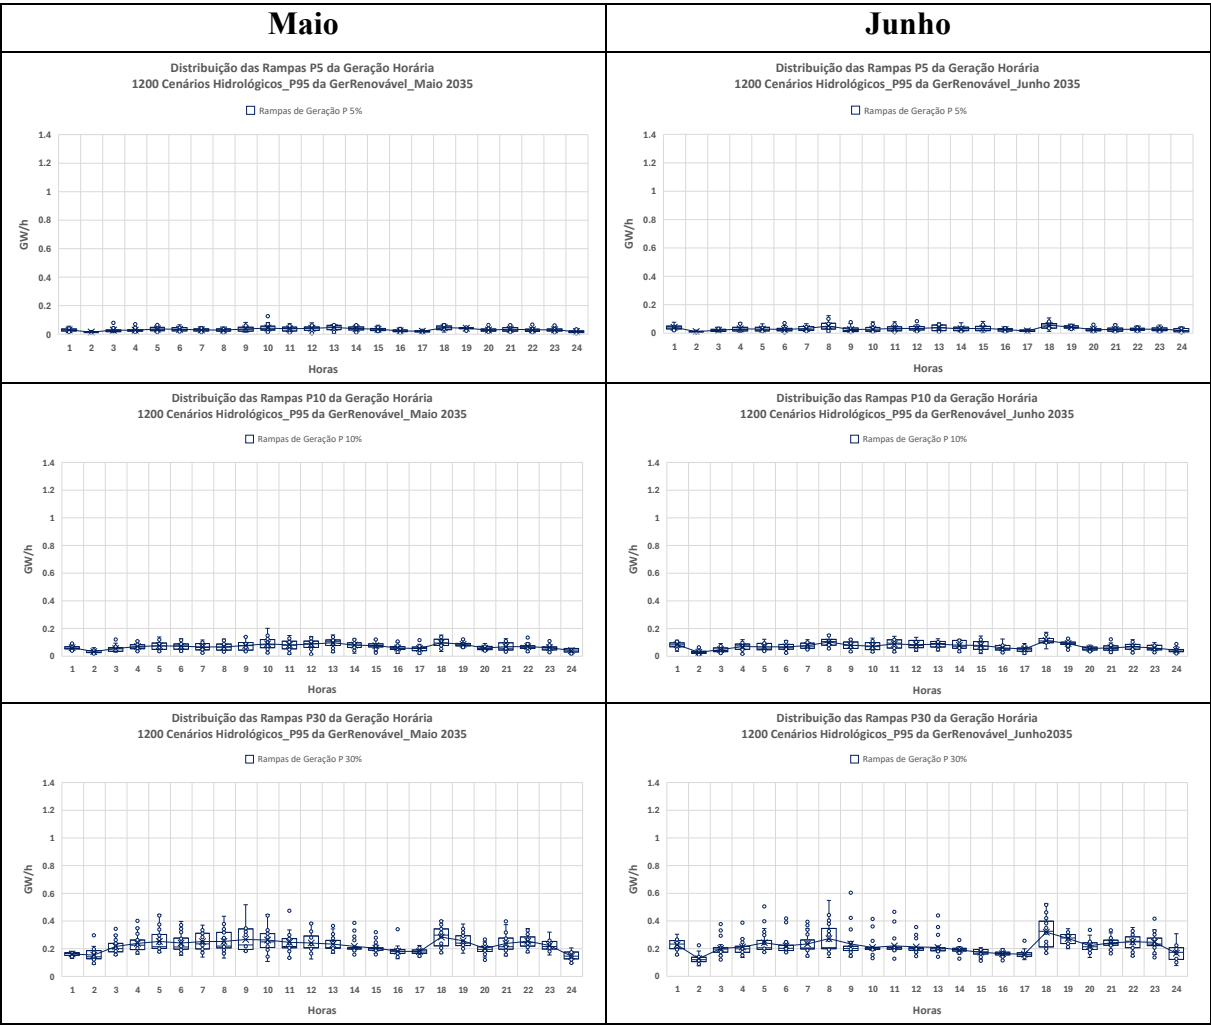 Maio
Junho
Distribuição das Rampas P5 da Geração Horária
1200 Cenários Hidrológicos_P95 da GerRenovável_Maio 2035
Rampas de Geração P 5%
1.4
1.2
1
0.8
0.6
0.4
0.2
0
GW/h
1 2 3 4 5 6 7 8 9 10 11 12 13 14 15 16 17 18 19 20 21 22 23 24
Horas
Distribuição das Rampas P5 da Geração Horária
1200 Cenários Hidrológicos_P95 da GerRenovável_Junho 2035
Rampas de Geração P 5%
1.4
1.2
1
0.8
0.6
0.4
0.2
0
GW/h
1 2 3 4 5 6 7 8 9 10 11 12 13 14 15 16 17 18 19 20 21 22 23 24
Horas
Distribuição das Rampas P10 da Geração Horária
1200 Cenários Hidrológicos_P95 da GerRenovável_Maio 2035
Rampas de Geração P 10%
1.4
1.2
1
0.8
0.6
0.4
0.2
0
GW/h
1 2 3 4 5 6 7 8 9 10 11 12 13 14 15 16 17 18 19 20 21 22 23 24
Horas
Distribuição das Rampas P10 da Geração Horária
1200 Cenários Hidrológicos_P95 da GerRenovável_Junho 2035
Rampas de Geração P 10%
1.4
1.2
1
0.8
0.6
0.4
0.2
0
GW/h
1 2 3 4 5 6 7 8 9 10 11 12 13 14 15 16 17 18 19 20 21 22 23 24
Horas
Distribuição das Rampas P30 da Geração Horária
1200 Cenários Hidrológicos_P95 da GerRenovável_Maio 2035
Rampas de Geração P 30%
1.4
1.2
1
0.8
0.6
0.4
0.2
0
GW/h
1 2 3 4 5 6 7 8 9 10 11 12 13 14 15 16 17 18 19 20 21 22 23 24
Horas
Distribuição das Rampas P30 da Geração Horária
1200 Cenários Hidrológicos_P95 da GerRenovável_Junho2035
Rampas de Geração P 30%
1.4
1.2
1
0.8
0.6
0.4
0.2
0
GW/h
1 2 3 4 5 6 7 8 9 10 11 12 13 14 15 16 17 18 19 20 21 22 23 24
Horas